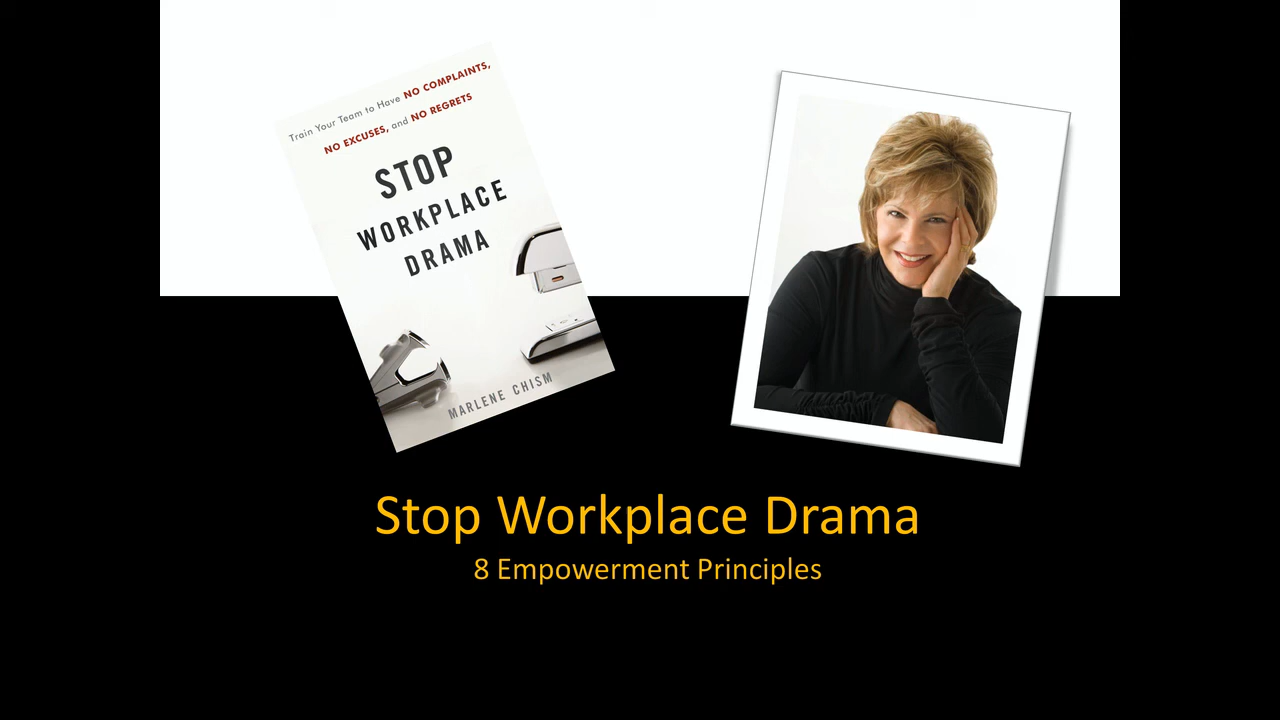 Train Your Team to Have NO COMPLAINTS,
NO EXCUSES, and NO REGRETS
STOP
WORKPLACE
DRAMA
MARLENE CHISM
Stop Workplace Drama
8 Empowerment Principles